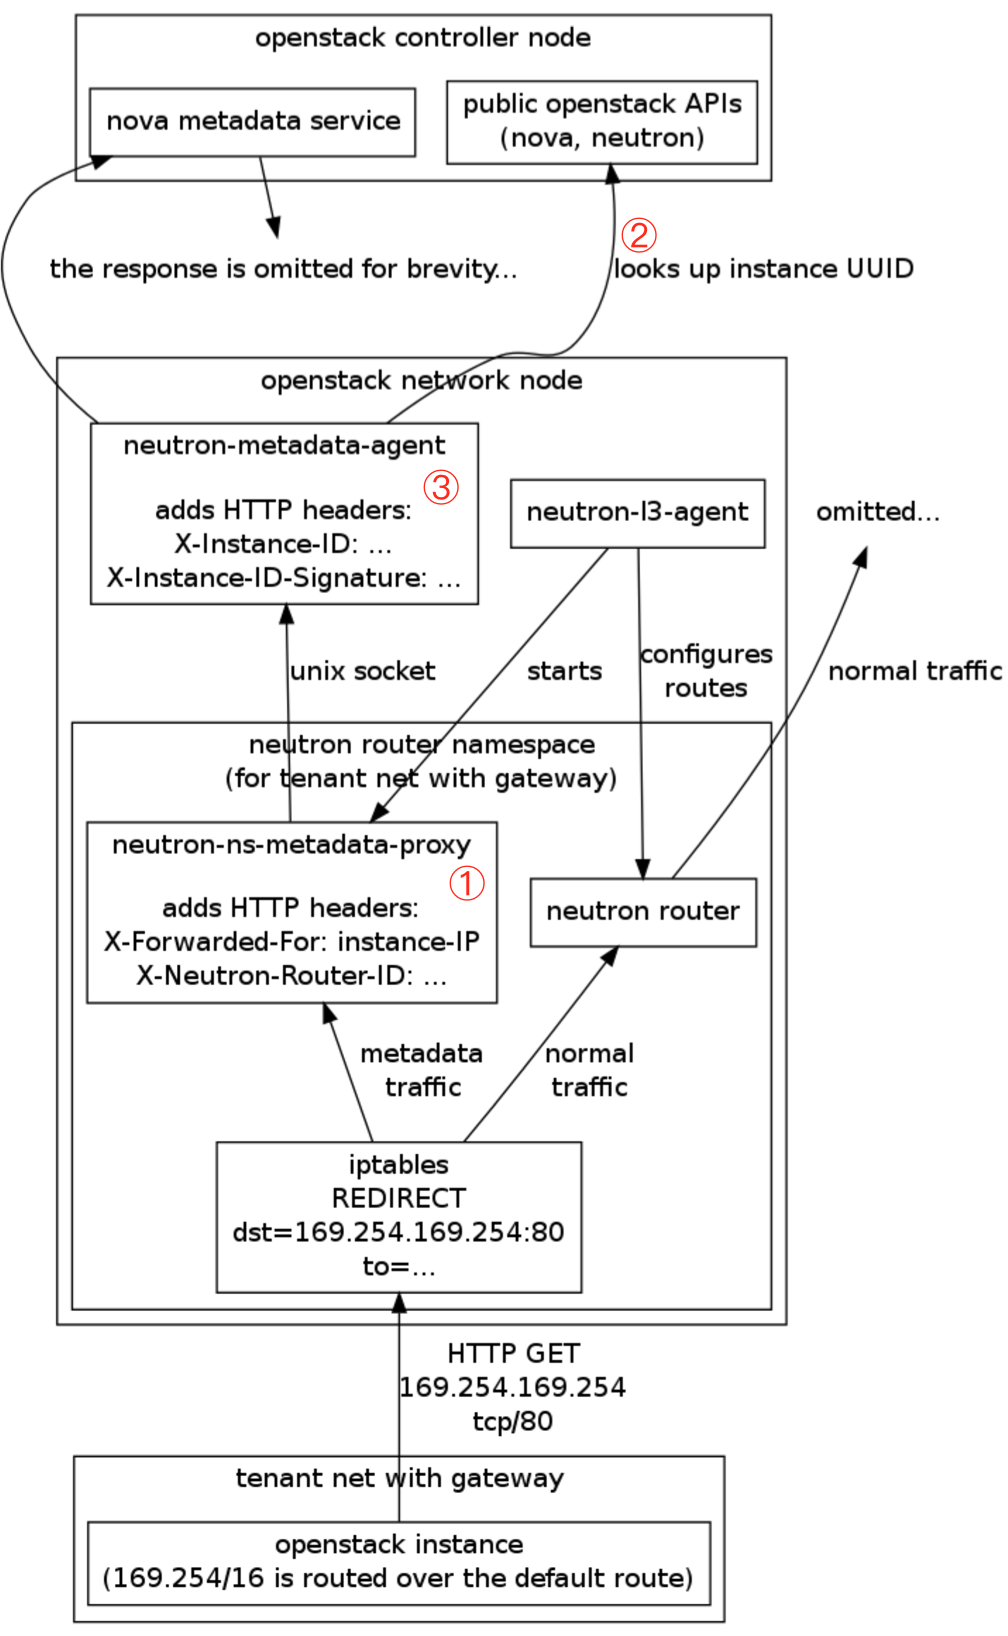 openstack controller node
nova metadata service
public openstack APIs
(nova, neutron)
②
the response is omitted for brevity...
looks up instance UUID
openstack network node
neutron-metadata-agent
③
adds HTTP headers:
X-Instance-ID: ...
X-Instance-ID-Signature: ...
neutron-l3-agent
omitted...
unix socket
starts
configures
routes
normal traffic
neutron router namespace
(for tenant net with gateway)
neutron-ns-metadata-proxy
①
adds HTTP headers:
X-Forwarded-For: instance-IP
X-Neutron-Router-ID: ...
neutron router
metadata
traffic
normal
traffic
iptables
REDIRECT
dst=169.254.169.254:80
to=...
HTTP GET
169.254.169.254
tcp/80
tenant net with gateway
openstack instance
(169.254/16 is routed over the default route)